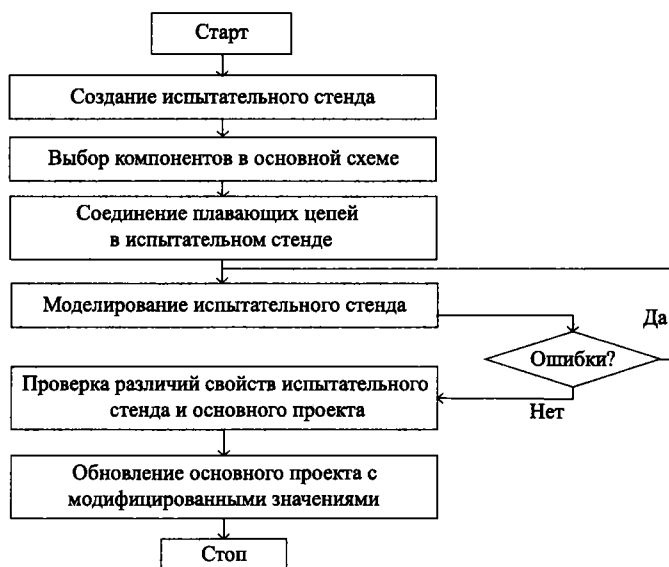 Старт
Создание испытательного стенда
Выбор компонентов в основной схеме
Соединение плавающих цепей
в испытательном стенде
Моделирование испытательного стенда
Да
Ошибки?
Нет
Проверка различий свойств испытательного
стенда и основного проекта
Обновление основного проекта с
модифицированными значениями
Стоп